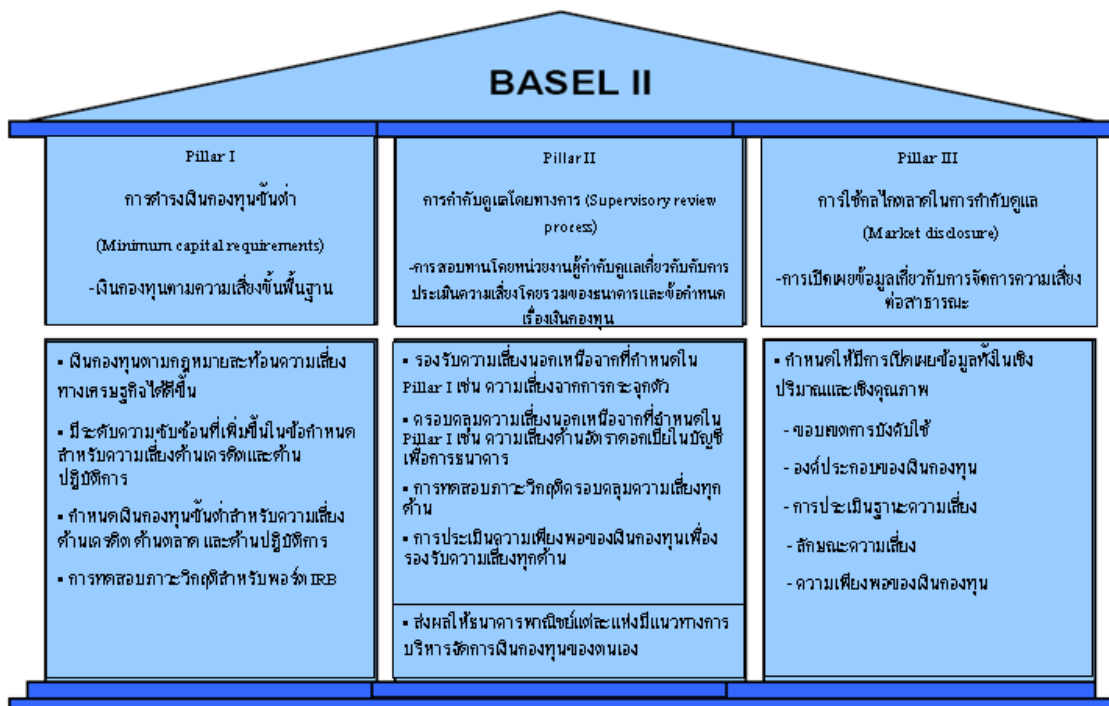 BASEL II
Pillar I
การดำรงเงินกองทุนขั้นต่ำ
(Minimum capital requirements)
-เงินกองทุนตามความเสี่ยงขั้นพื้นฐาน
Pillar II
การกำกับดูแลโดยทางการ (Supervisory review
process)
-การสอบทานโดยหน่วยงานผู้กำกับดูแลเกี่ยวกับกับการ
ประเมินความเสี่ยงโดยรวมของธนาคารและข้อกำหนด
เรื่องเงินกองทุน
Pillar III
การใช้กลไกตลาดในการกำกับดูแล
(Market disclosure)
-การเปิดเผยข้อมูลเกี่ยวกับการจัดการความเสี่ยง
ต่อสาธารณะ
▪ เงินกองทุนตามกฎหมายสะท้อนความเสี่ยง
ทางเศรษฐกิจได้ดีขึ้น
▪ มีระดับความซับซ้อนที่เพิ่มขึ้นในข้อกำหนด
สำหรับความเสี่ยงด้านเครดิตและด้าน
ปฏิบัติการ
▪ กำหนดเงินกองทุนขั้นต่ำสำหรับความเสี่ยง
ด้านเครดิต ด้านตลาด และด้านปฏิบัติการ
▪ การทดสอบภาวะวิกฤติสำหรับพอร์ต IRB
▪ รองรับความเสี่ยงนอกเหนือจากที่กำหนดใน
Pillar I เช่น ความเสี่ยงจากการกระจุกตัว
▪ ครอบคลุมความเสี่ยงนอกเหนือจากที่กำหนดใน
Pillar I เช่น ความเสี่ยงด้านอัตราดอกเบี้ยในบัญชี
เพื่อการธนาคาร
▪ การทดสอบภาวะวิกฤติครอบคลุมความเสี่ยงทุก
ด้าน
▪ การประเมินความเพียงพอของเงินกองทุนเพื่อง
รองรับความเสี่ยงทุกด้าน
▪ ส่งผลให้ธนาคารพาณิชย์แต่ละแห่งมีแนวทางการ
บริหารจัดการเงินกองทุนของตนเอง
▪ กำหนดให้มีการเปิดเผยข้อมูลทั้งในเชิง
ปริมาณและเชิงคุณภาพ
- ขอบเขตการบังคับใช้
- องค์ประกอบของเงินกองทุน
- การประเมินฐานะความเสี่ยง
- ลักษณะความเสี่ยง
- ความเพียงพอของเงินกองทุน